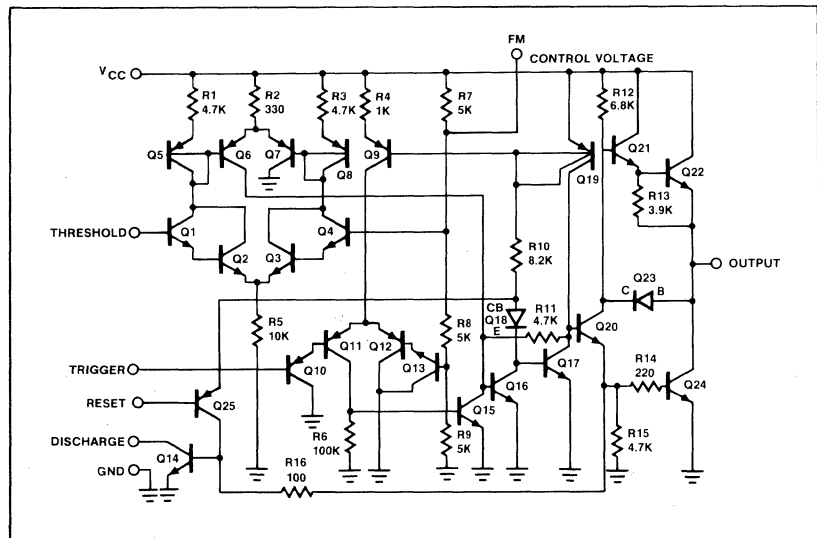 FM
CONTROL VOLTAGE
VCC
R1
4.7K
R2
330
R3
4.7K
R4
1K
R7
5K
R12
6.8K
Q21
Q5
Q6
Q7
Q8
Q9
Q19
Q22
R13
3.9K
THRESHOLD
Q1
Q2
Q3
Q4
R10
8.2K
OUTPUT
Q23
C
B
R5
10K
R8
5K
CB
Q18
E
R11
4.7K
Q20
TRIGGER
Q10
Q11
Q12
Q13
Q17
R14
220
RESET
Q25
Q15
Q16
Q24
DISCHARGE
Q14
R6
100K
R9
5K
R15
4.7K
GND
R16
100